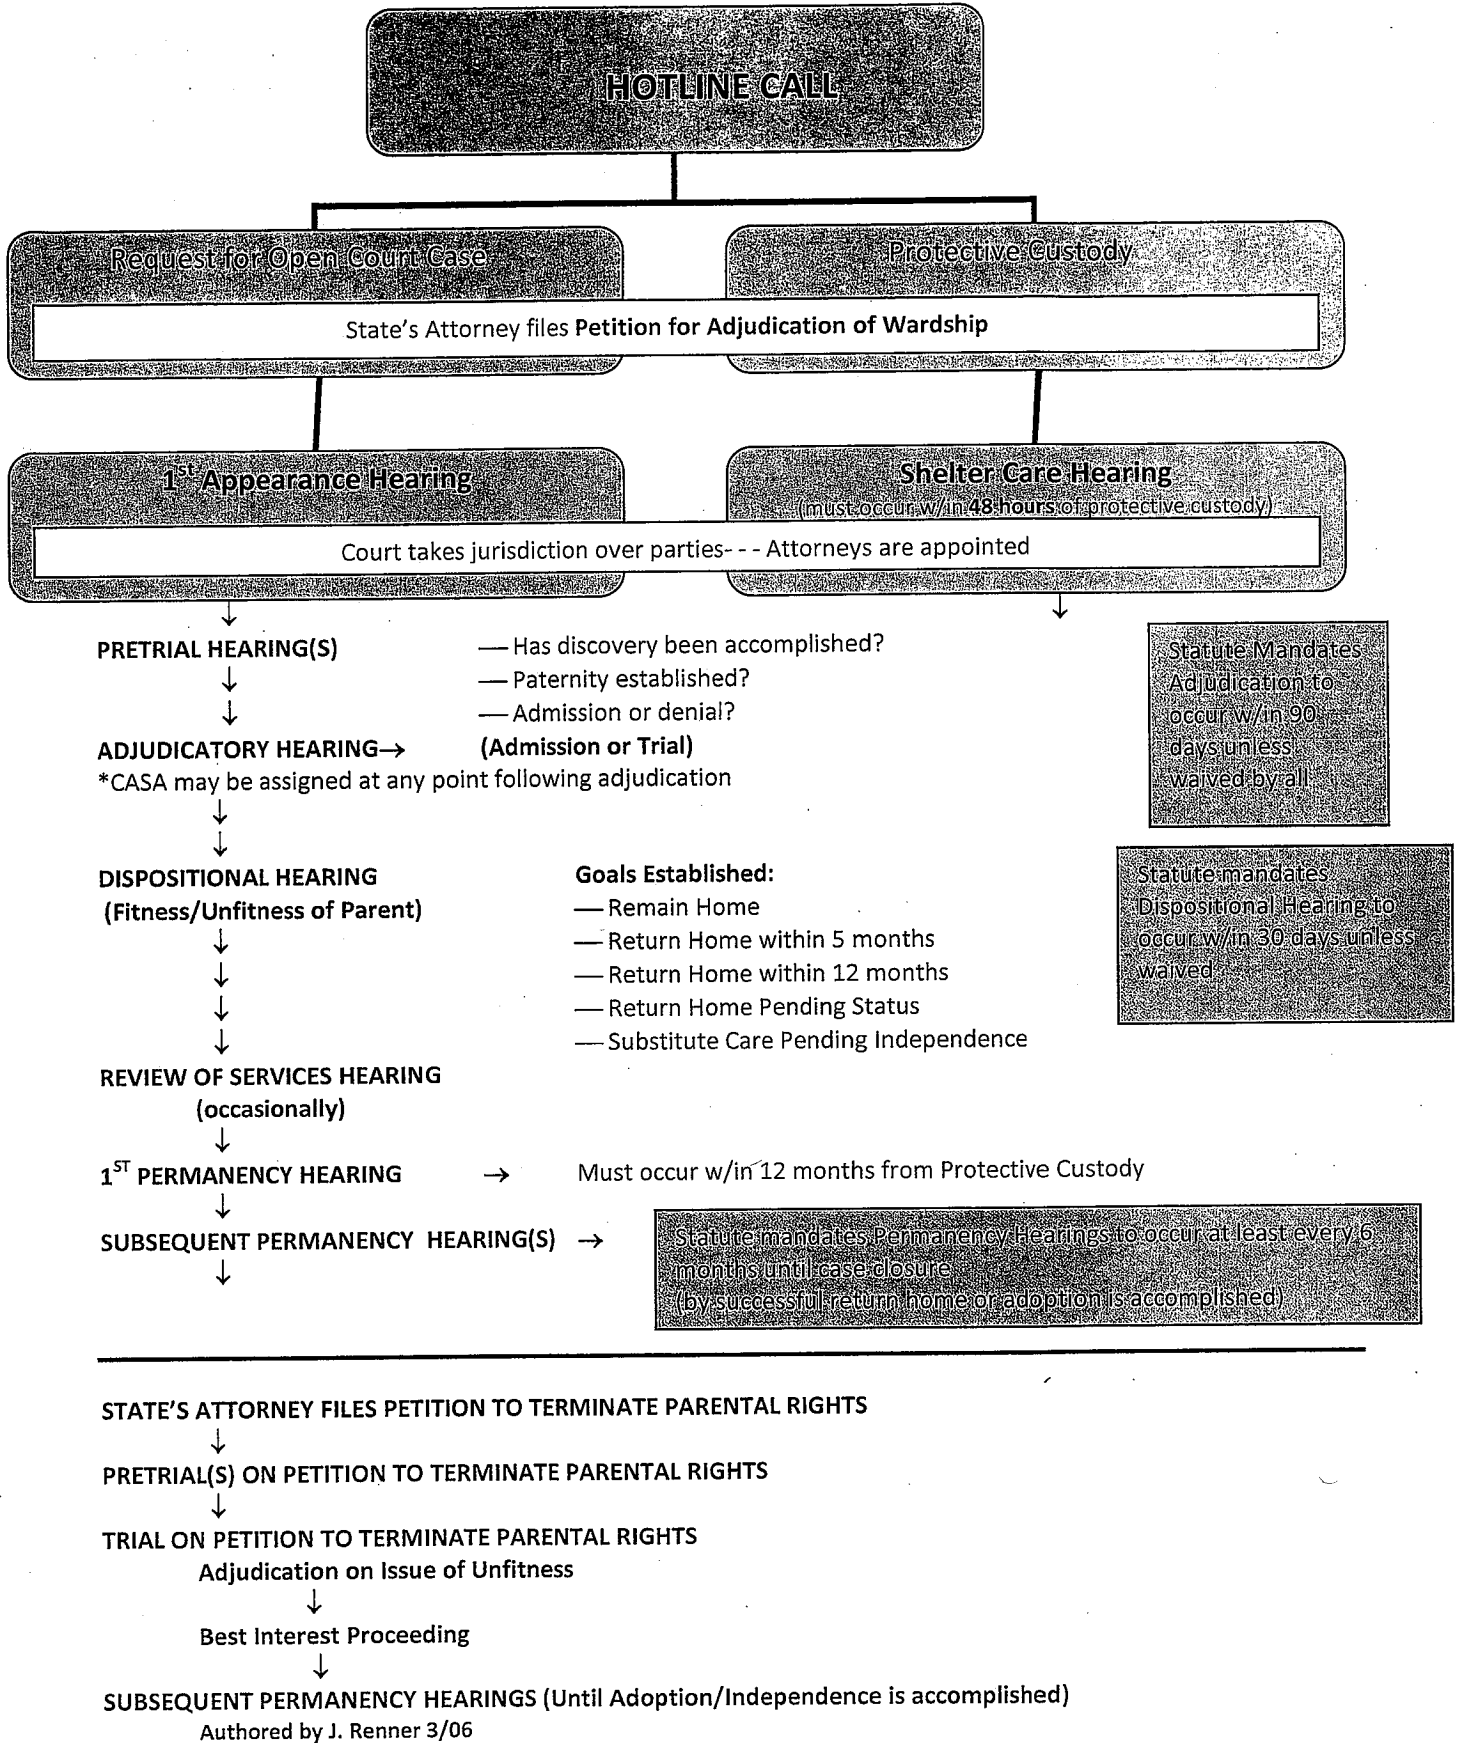 HOTLINE CALL
Request for Open Court Case
Protective Custody
State's Attorney files Petition for Adjudication of Wardship
1st Appearance Hearing
Shelter Care Hearing
(must occur w/in 48 hours of protective custody)
Court takes jurisdiction over parties- - - Attorneys are appointed
↓
↓
PRETRIAL HEARING(S)
— Has discovery been accomplished?
↓
— Paternity established?
↓
— Admission or denial?
ADJUDICATORY HEARING→
(Admission or Trial)
*CASA may be assigned at any point following adjudication
Statute Mandates
Adjudication to
occur w/in 90
days unless
waived by all
↓
↓
DISPOSITIONAL HEARING
(Fitness/Unfitness of Parent)
↓
↓
↓
↓
Goals Established:
— Remain Home
— Return Home within 5 months
— Return Home within 12 months
— Return Home Pending Status
— Substitute Care Pending Independence
Statute mandates
Dispositional Hearing to
occur w/in 30 days unless
waived
REVIEW OF SERVICES HEARING
(occasionally)
↓
1ST PERMANENCY HEARING → Must occur w/in 12 months from Protective Custody
↓
SUBSEQUENT PERMANENCY HEARING(S) →
↓
Statute mandates Permanency Hearings to occur at least every 6
months until case closure
(by successful return home or adoption is accomplished)
STATE'S ATTORNEY FILES PETITION TO TERMINATE PARENTAL RIGHTS
↓
PRETRIAL(S) ON PETITION TO TERMINATE PARENTAL RIGHTS
↓
TRIAL ON PETITION TO TERMINATE PARENTAL RIGHTS
Adjudication on Issue of Unfitness
↓
Best Interest Proceeding
↓
SUBSEQUENT PERMANENCY HEARINGS (Until Adoption/Independence is accomplished)
Authored by J. Renner 3/06